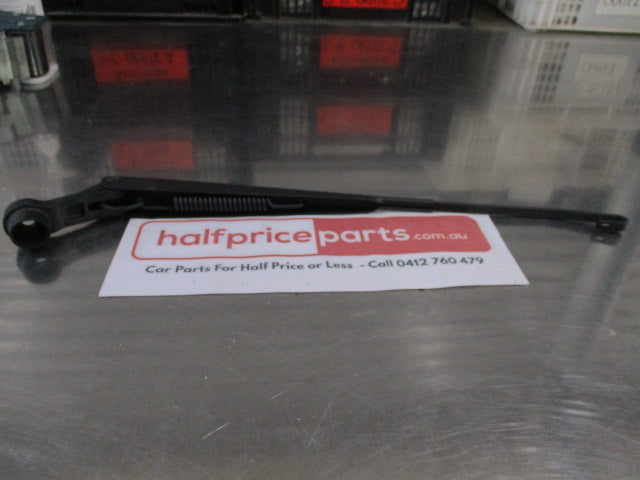 halfpriceparts.com.au
Car Parts For Half Price or Less - Call 0412 760 479